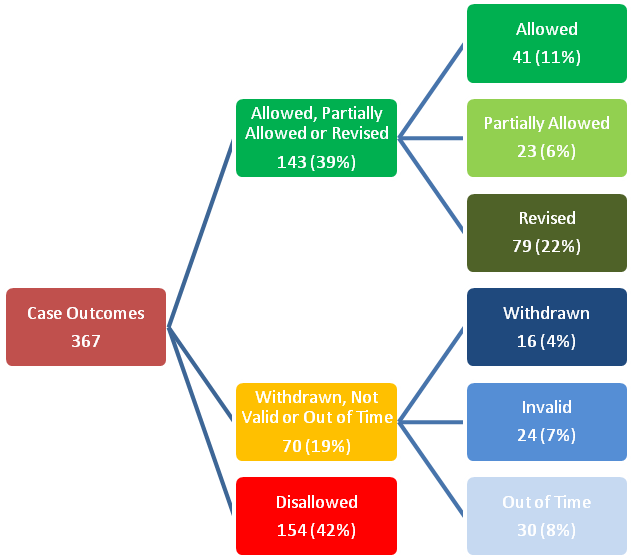 Case Outcomes
367
Allowed, Partially
Allowed or Revised
143 (39%)
Allowed
41 (11%)
Partially Allowed
23 (6%)
Revised
79 (22%)
Withdrawn, Not
Valid or Out of Time
70 (19%)
Withdrawn
16 (4%)
Invalid
24 (7%)
Out of Time
30 (8%)
Disallowed
154 (42%)